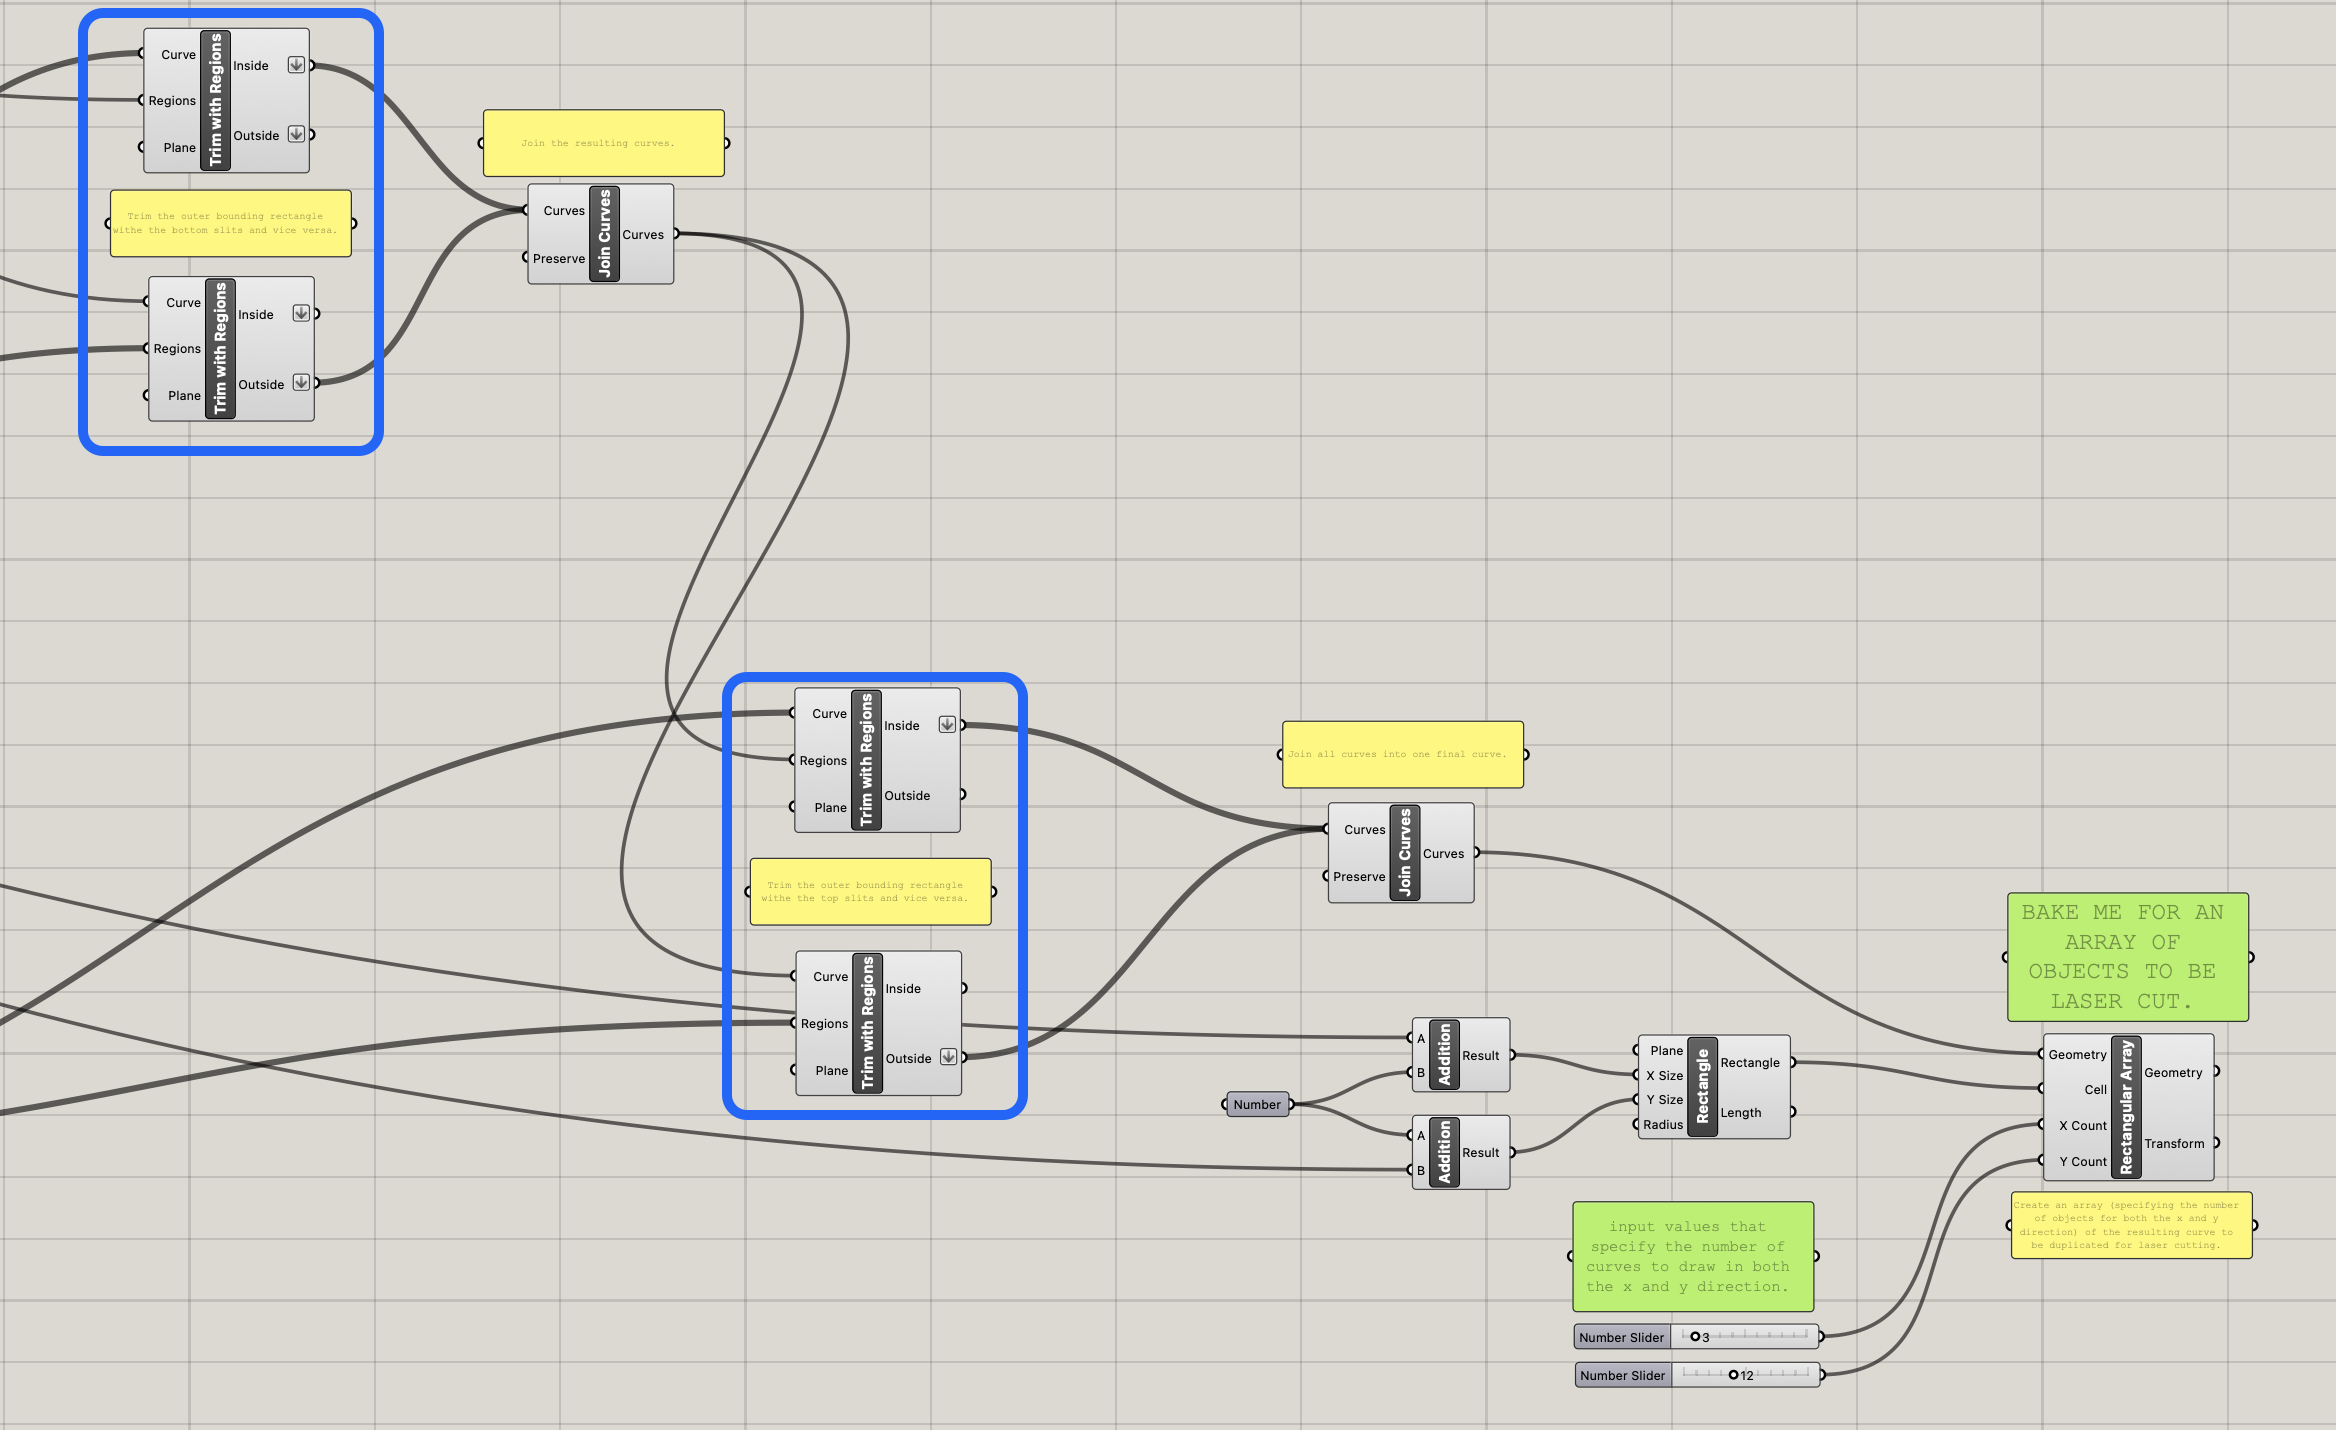 Curve
Regions
Plane
Trim with Regions
Inside
Outside
Trim the outer bounding rectangle
withe the bottom slits and vice versa.
Curve
Regions
Plane
Trim with Regions
Inside
Outside
Join the resulting curves.
Curves
Preserve
Join Curves
Curves
Curve
Regions
Plane
Trim with Regions
Inside
Outside
Trim the outer bounding rectangle
withe the top slits and vice versa.
Curve
Regions
Plane
Trim with Regions
Inside
Outside
Join all curves into one final curve.
Curves
Preserve
Join Curves
Curves
Number
A
B
Addition
Result
A
B
Addition
Result
Plane
X Size
Y Size
Radius
Rectangle
Rectangle
Length
input values that
specify the number of
curves to draw in both
the x and y direction.
Number Slider
3
Number Slider
12
BAKE ME FOR AN
ARRAY OF
OBJECTS TO BE
LASER CUT.
Geometry
Cell
X Count
Y Count
Rectangular Array
Geometry
Transform
Create an array (specifying the number
of objects for both the x and y
direction) of the resulting curve to
be duplicated for laser cutting.